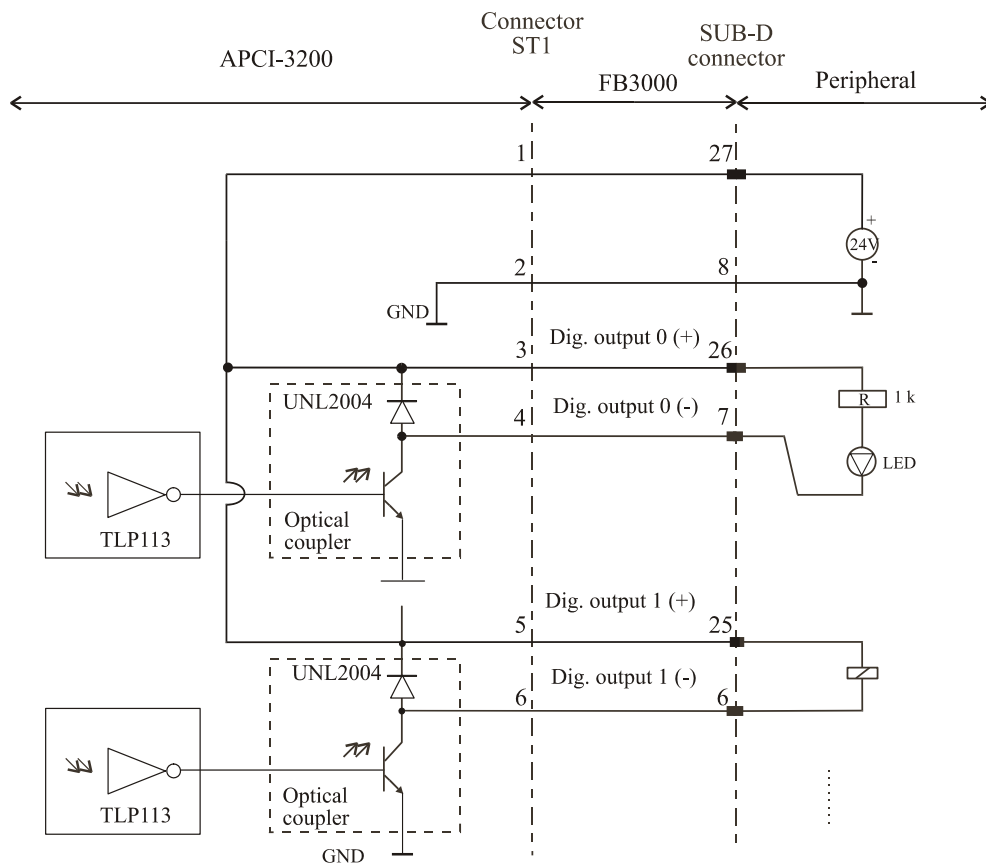 Connector
ST1
SUB-D
connector
APCI-3200
FB3000
Peripheral
1
27
+
24V
-
2
8
GND
Dig. output 0 (+)
3
26
UNL2004
Dig. output 0 (-)
4
7
R
1 k
LED
TLP113
Optical
coupler
Dig. output 1 (+)
5
25
UNL2004
Dig. output 1 (-)
6
6
TLP113
Optical
coupler
GND